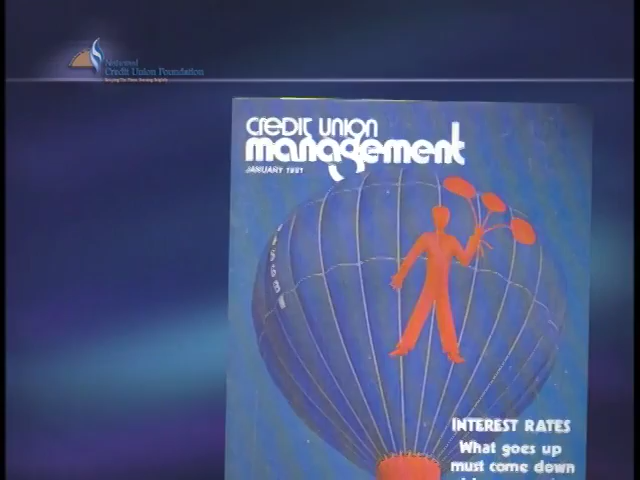 National
Credit Union Foundation
CREDIT UNION
management
JANUARY 1981
INTEREST RATES
What goes up
must come down